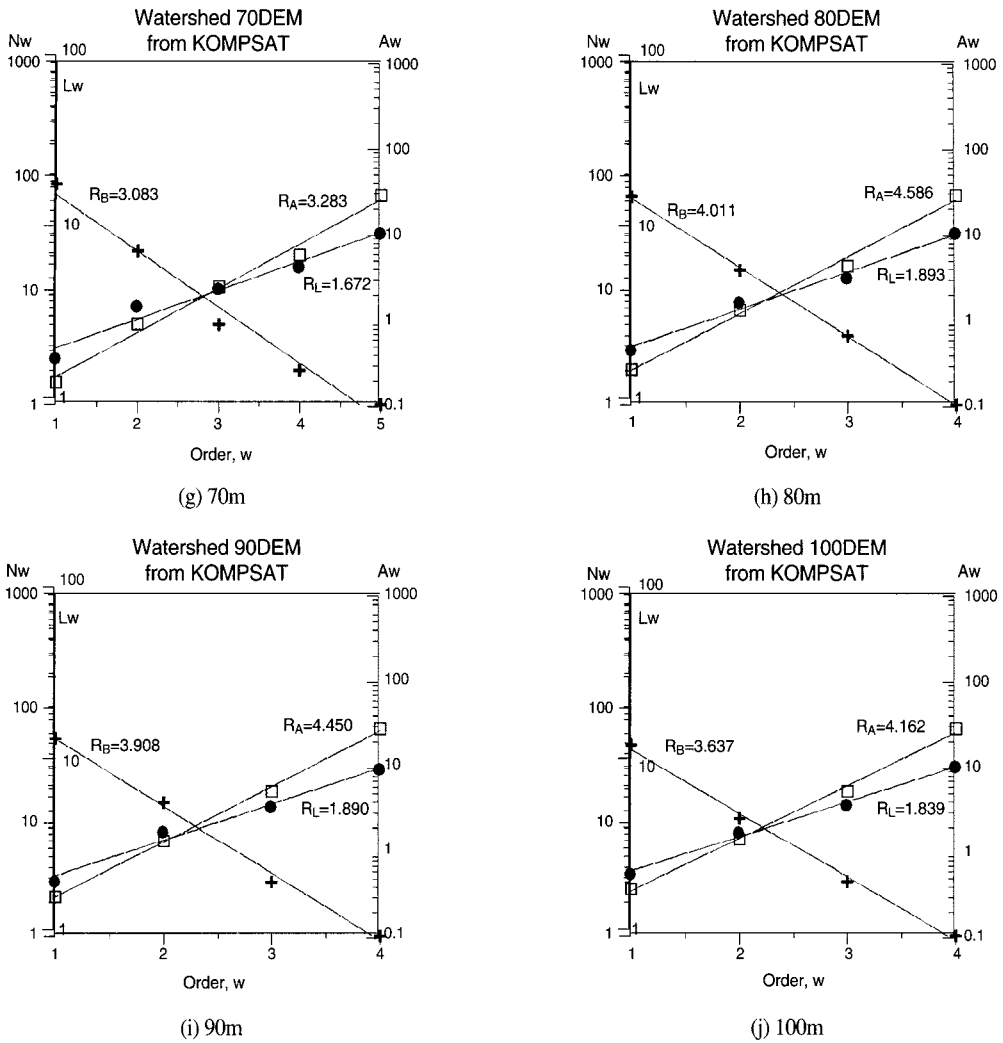 Watershed 70DEM
from KOMPSAT
Nw
Aw
1000
100
1000
Lw
100
100
RB=3.083
RA=3.283
10
10
RL=1.672
10
1
1
1
0.1
1 2 3 4 5
Order, w
(g) 70m
Watershed 80DEM
from KOMPSAT
Nw
Aw
1000
100
1000
Lw
100
100
RB=4.011
RA=4.586
10
10
RL=1.893
10
1
1
1
0.1
1 2 3 4
Order, w
(h) 80m
Watershed 90DEM
from KOMPSAT
Nw
Aw
1000
100
1000
Lw
100
100
RB=3.908
RA=4.450
10
10
RL=1.890
10
1
1
1
0.1
1 2 3 4
Order, w
(i) 90m
Watershed 100DEM
from KOMPSAT
Nw
Aw
1000
100
1000
Lw
100
100
RB=3.637
RA=4.162
10
10
RL=1.839
10
1
1
1
0.1
1 2 3 4
Order, w
(j) 100m